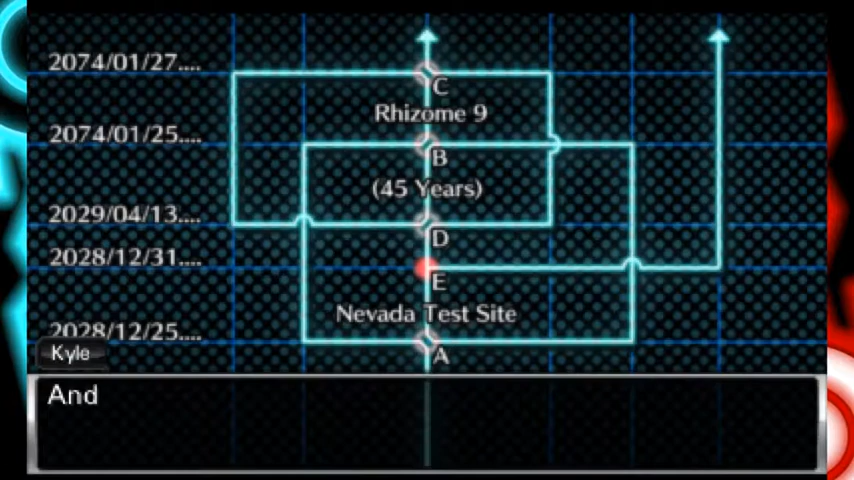 2074/01/27....
C
Rhizome 9
2074/01/25....
B
(45 Years)
2029/04/13....
D
2028/12/31....
E
Nevada Test Site
2028/12/25....
A
Kyle
And